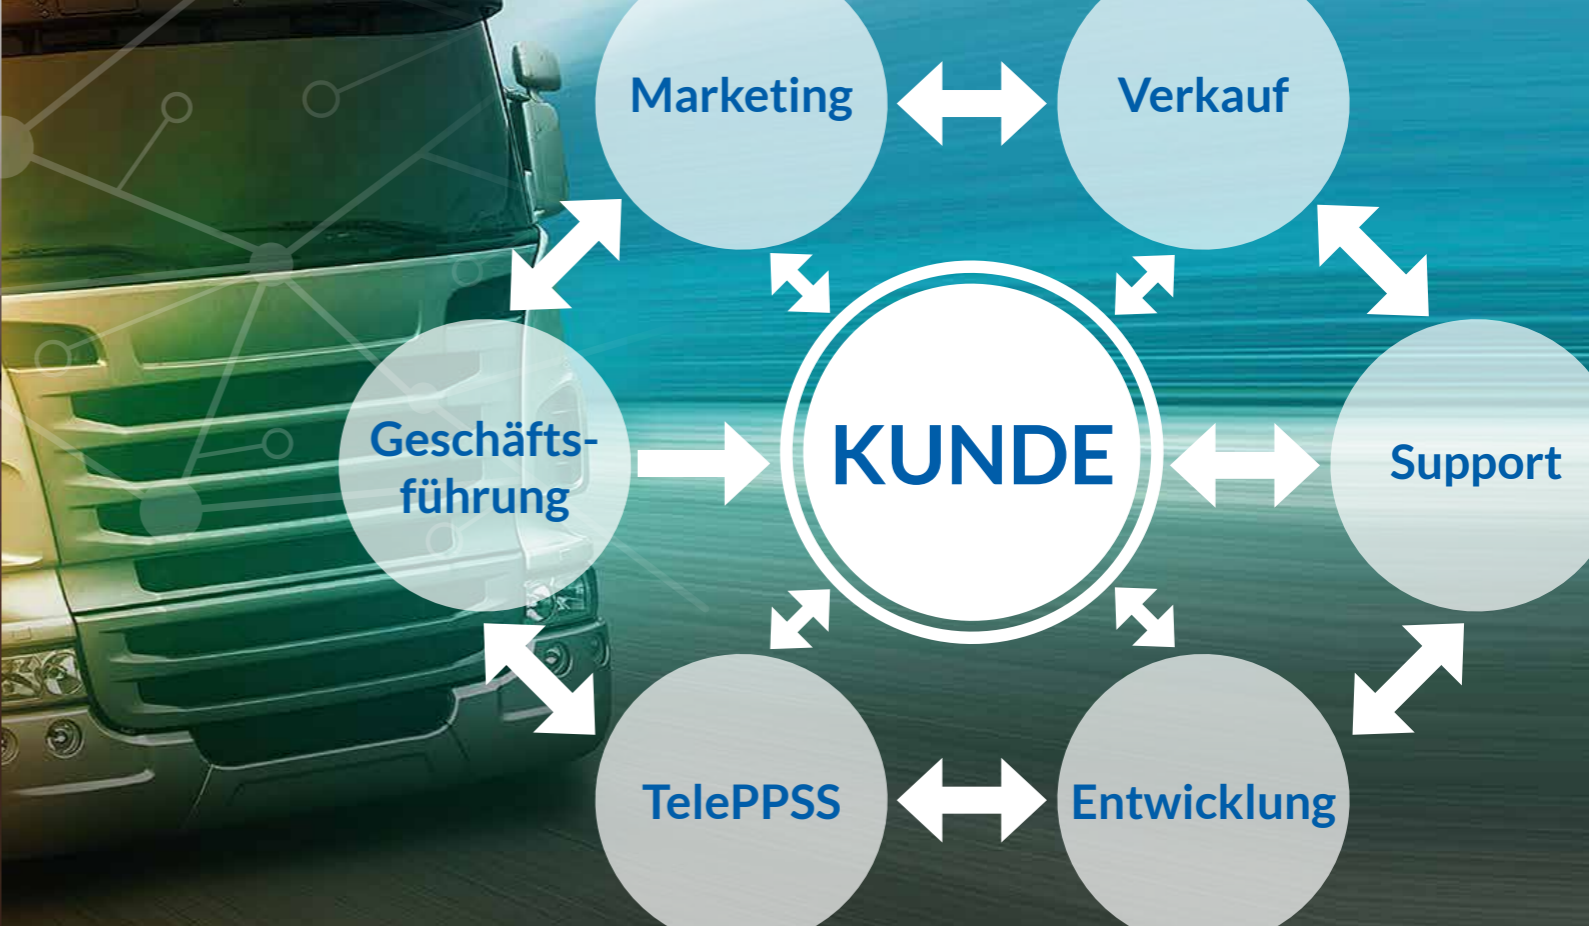 Marketing
Verkauf
Geschäfts-
führung
KUNDE
Support
TelePPSS
Entwicklung